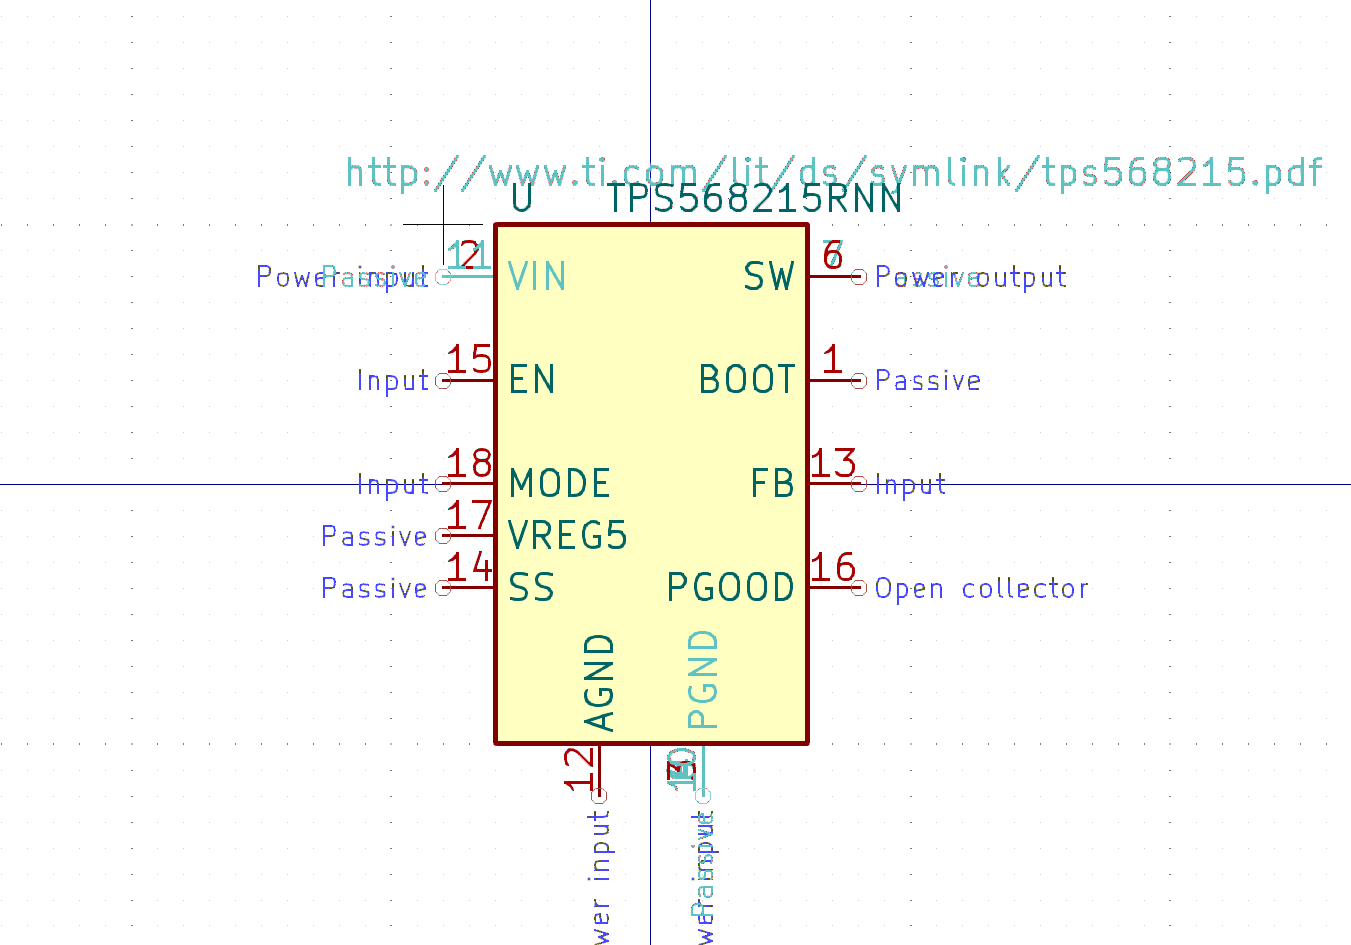 http://www.ti.com/lit/ds/symlink/tps568215.pdf
U TPS568215RNN
2 11 6 7
Power input Passive VIN SW Power output Passive
15 1
Input EN BOOT Passive
18 13
Input MODE FB Input
17
Passive VREG5
14 16
Passive SS PGOOD Open collector
AGND PGND
12
wer input
wer input Passive